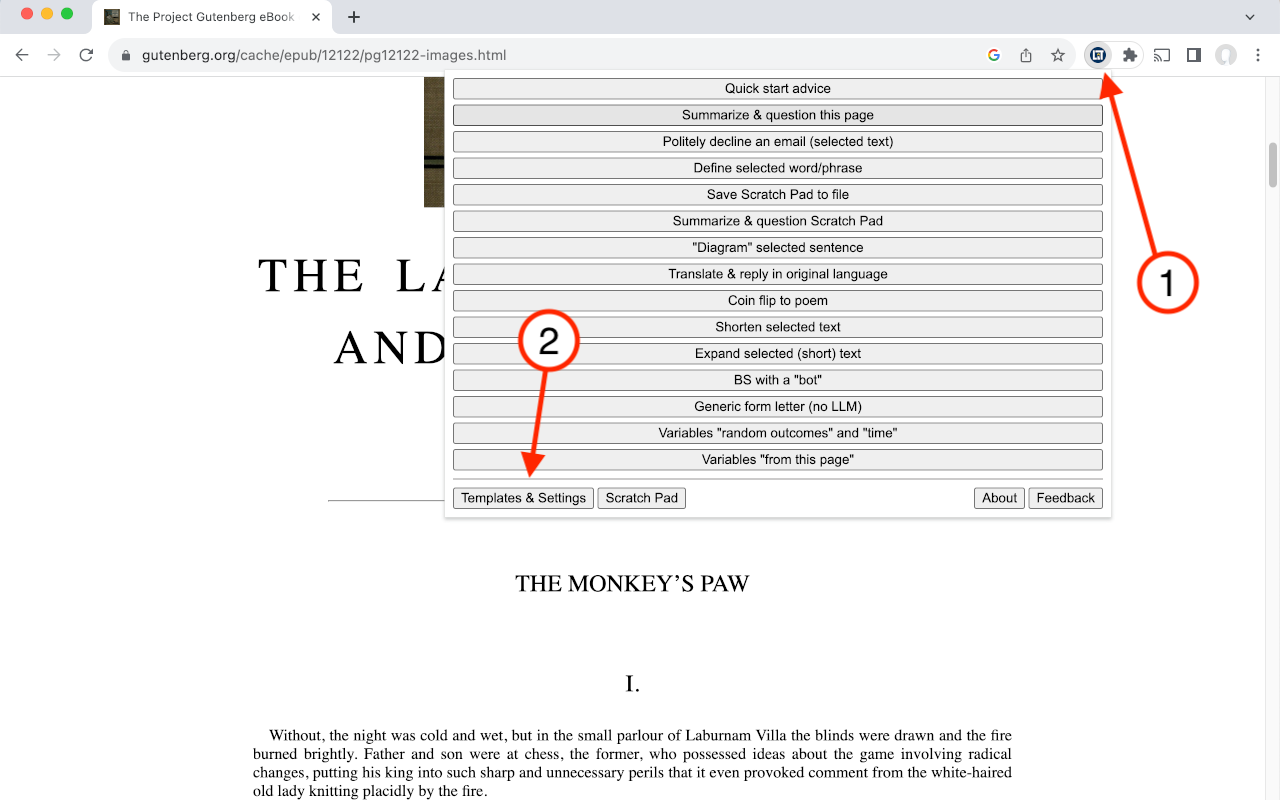 The Project Gutenberg eBook
gutenberg.org/cache/epub/12122/pg12122-images.html
Quick start advice
Summarize & question this page
Politely decline an email (selected text)
Define selected word/phrase
Save Scratch Pad to file
Summarize & question Scratch Pad
"Diagram" selected sentence
Translate & reply in original language
Coin flip to poem
Shorten selected text
Expand selected (short) text
BS with a "bot"
Generic form letter (no LLM)
Variables "random outcomes" and "time"
Variables "from this page"
Templates & Settings Scratch Pad About Feedback
1
2
THE LA
AND
THE MONKEY’S PAW
I.
Without, the night was cold and wet, but in the small parlour of Laburnam Villa the blinds were drawn and the fire
burned brightly. Father and son were at chess, the former, who possessed ideas about the game involving radical
changes, putting his king into such sharp and unnecessary perils that it even provoked comment from the white-haired
old lady knitting placidly by the fire.